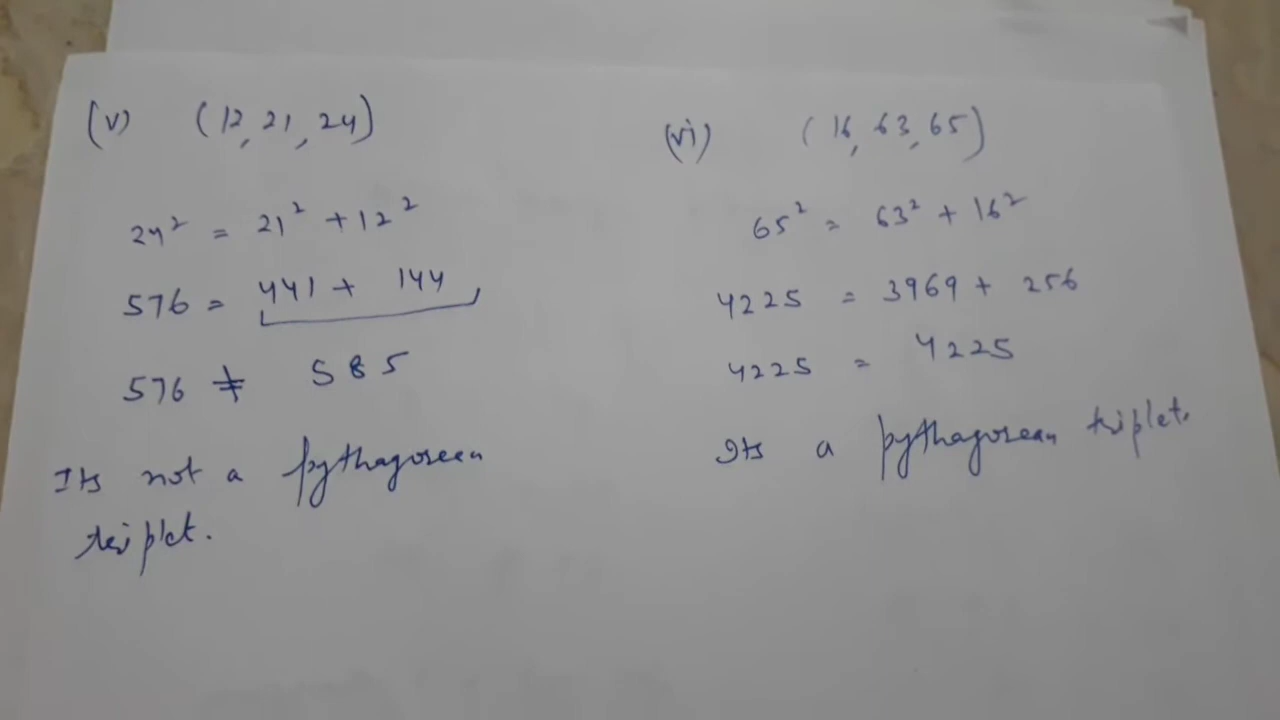 (v) (12, 21, 24)
24² = 21² + 12²
576 = 441 + 144
576 ≠ 585
Its not a pythagorean
triplet.
(vi) (16, 63, 65)
65² = 63² + 16²
4225 = 3969 + 256
4225 = 4225
Its a pythagorean triplet.